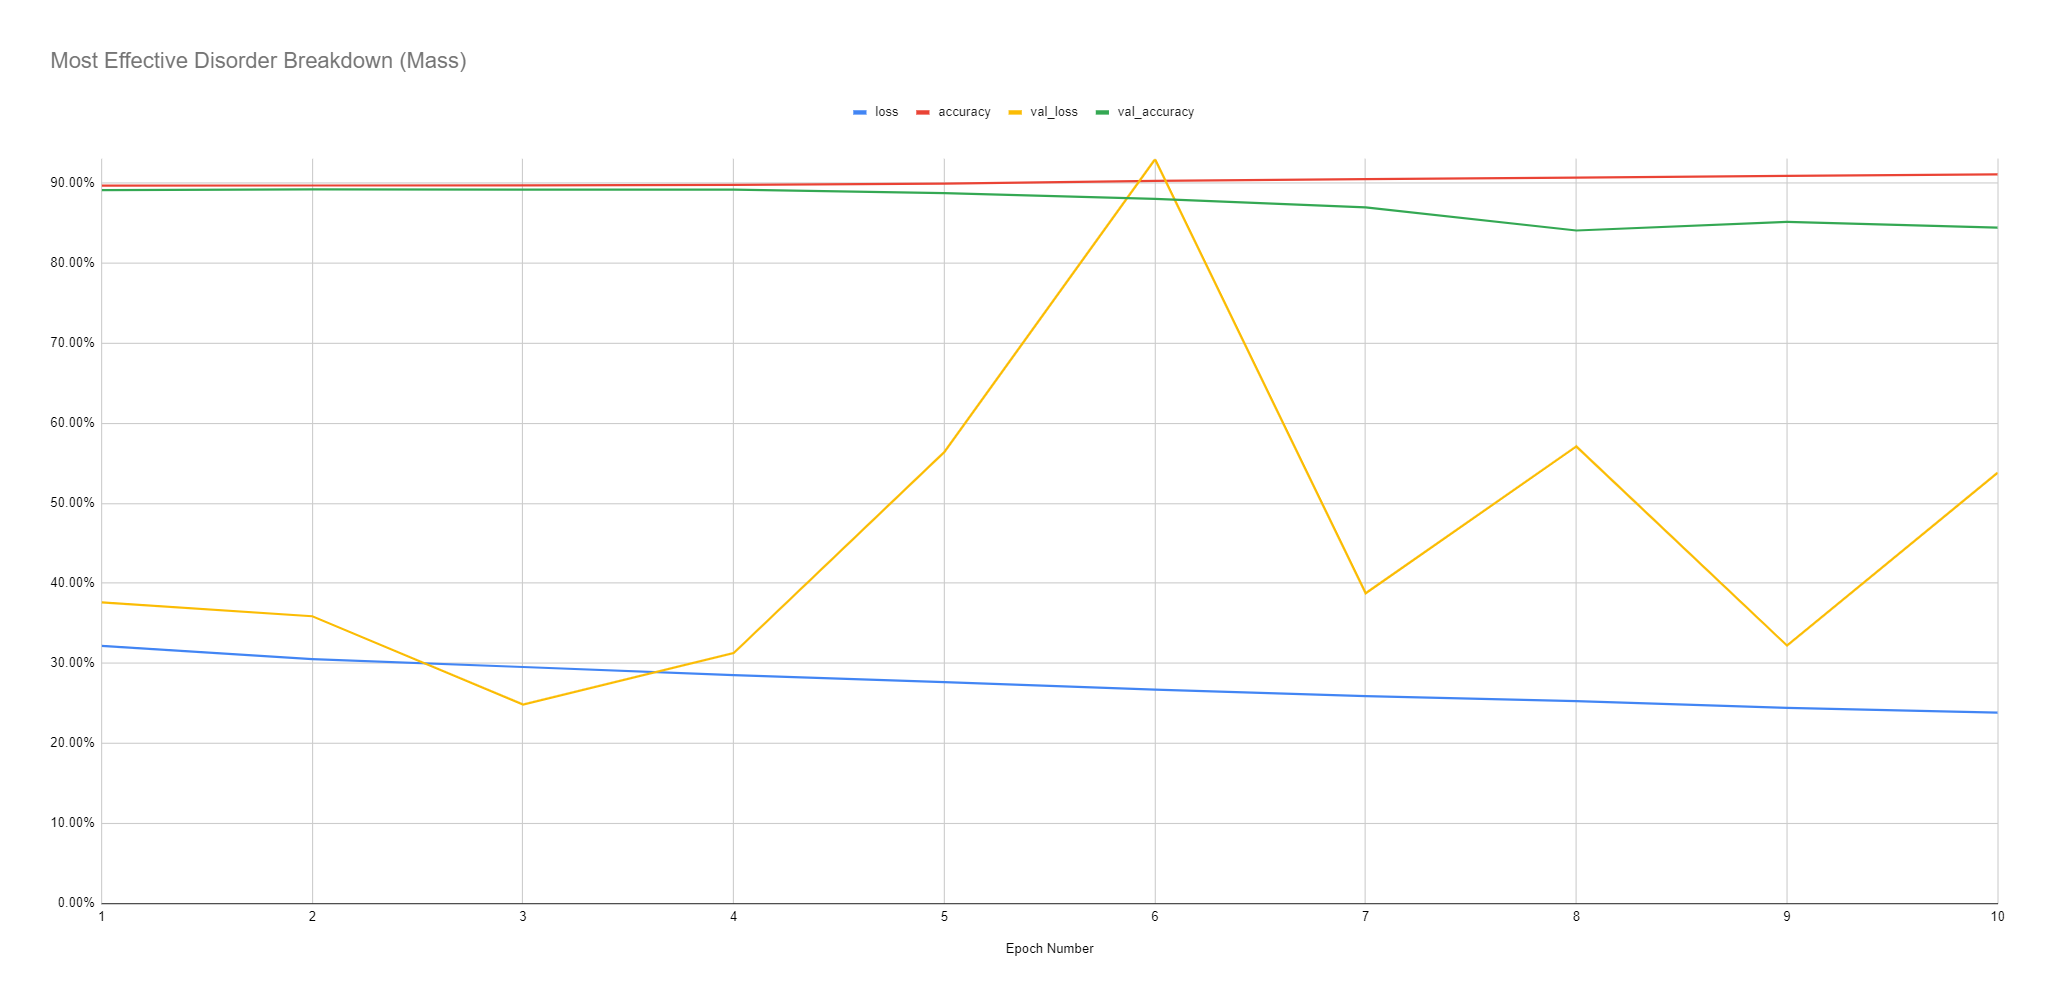 Most Effective Disorder Breakdown (Mass)
loss accuracy val_loss val_accuracy
90.00%
80.00%
70.00%
60.00%
50.00%
40.00%
30.00%
20.00%
10.00%
0.00%
1 2 3 4 5 6 7 8 9 10
Epoch Number